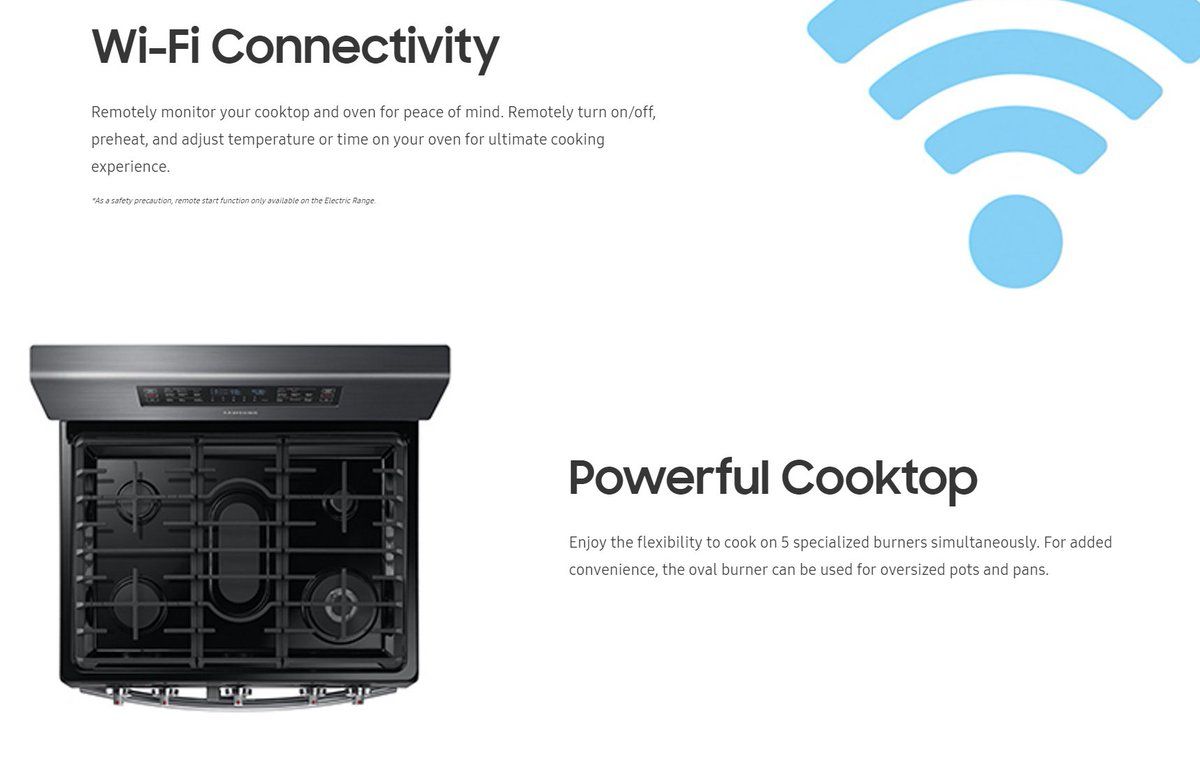 Wi-Fi Connectivity
Remotely monitor your cooktop and oven for peace of mind. Remotely turn on/off,
preheat, and adjust temperature or time on your oven for ultimate cooking
experience.
*As a safety precaution, remote start function only available on the Electric Range.
SAMSUNG
Powerful Cooktop
Enjoy the flexibility to cook on 5 specialized burners simultaneously. For added
convenience, the oval burner can be used for oversized pots and pans.